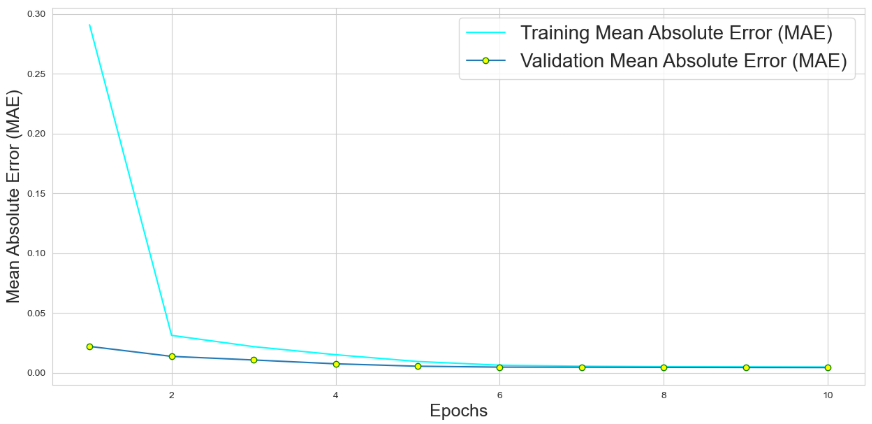 Training Mean Absolute Error (MAE)
Validation Mean Absolute Error (MAE)
Mean Absolute Error (MAE)
0.30
0.25
0.20
0.15
0.10
0.05
0.00
2 4 6 8 10
Epochs